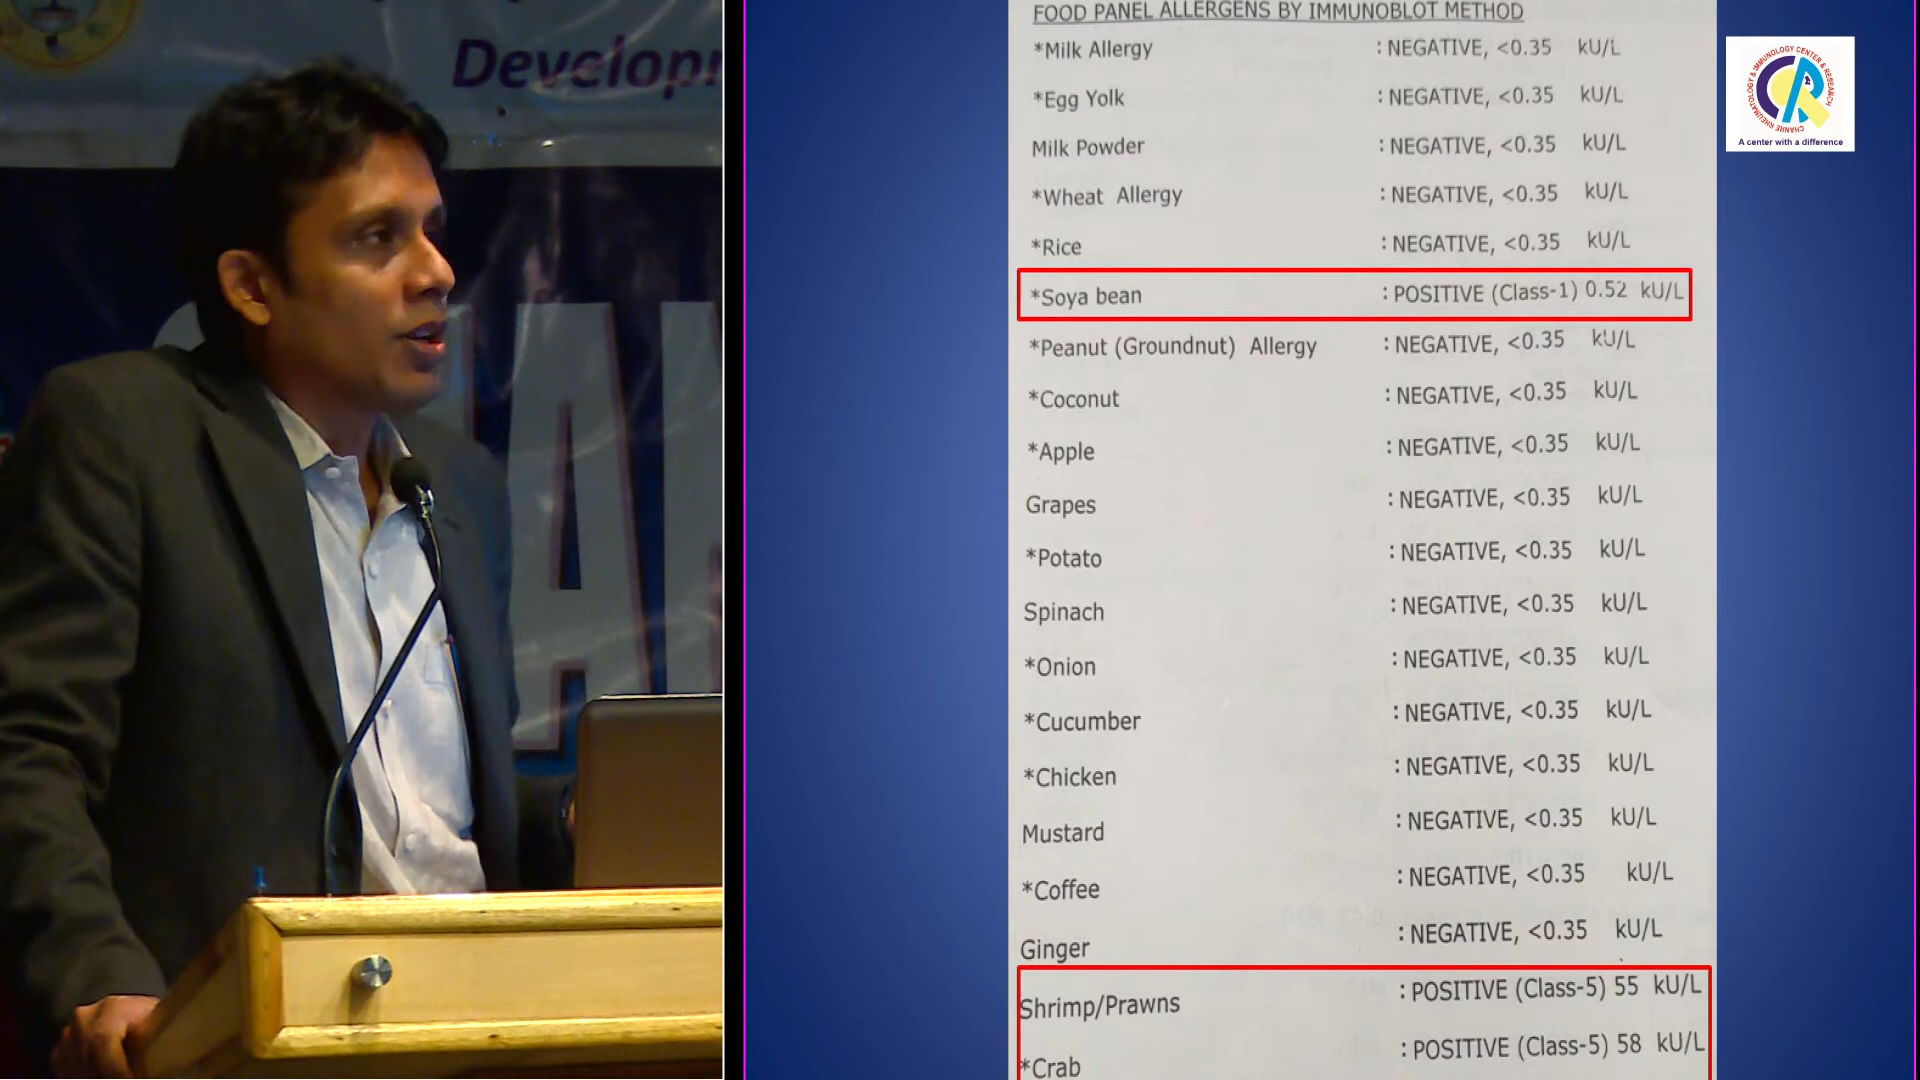 Develop
FOOD PANEL ALLERGENS BY IMMUNOBLOT METHOD
*Milk Allergy : NEGATIVE, <0.35 kU/L
*Egg Yolk : NEGATIVE, <0.35 kU/L
Milk Powder : NEGATIVE, <0.35 kU/L
*Wheat Allergy : NEGATIVE, <0.35 kU/L
*Rice : NEGATIVE, <0.35 kU/L
*Soya bean : POSITIVE (Class-1) 0.52 kU/L
*Peanut (Groundnut) Allergy : NEGATIVE, <0.35 kU/L
*Coconut : NEGATIVE, <0.35 kU/L
*Apple : NEGATIVE, <0.35 kU/L
Grapes : NEGATIVE, <0.35 kU/L
*Potato : NEGATIVE, <0.35 kU/L
Spinach : NEGATIVE, <0.35 kU/L
*Onion : NEGATIVE, <0.35 kU/L
*Cucumber : NEGATIVE, <0.35 kU/L
*Chicken : NEGATIVE, <0.35 kU/L
Mustard : NEGATIVE, <0.35 kU/L
*Coffee : NEGATIVE, <0.35 kU/L
Ginger : NEGATIVE, <0.35 kU/L
Shrimp/Prawns : POSITIVE (Class-5) 55 kU/L
*Crab : POSITIVE (Class-5) 58 kU/L
CHANRE RHEUMATOLOGY & IMMUNOLOGY CENTER & RESEARCH
A center with a difference